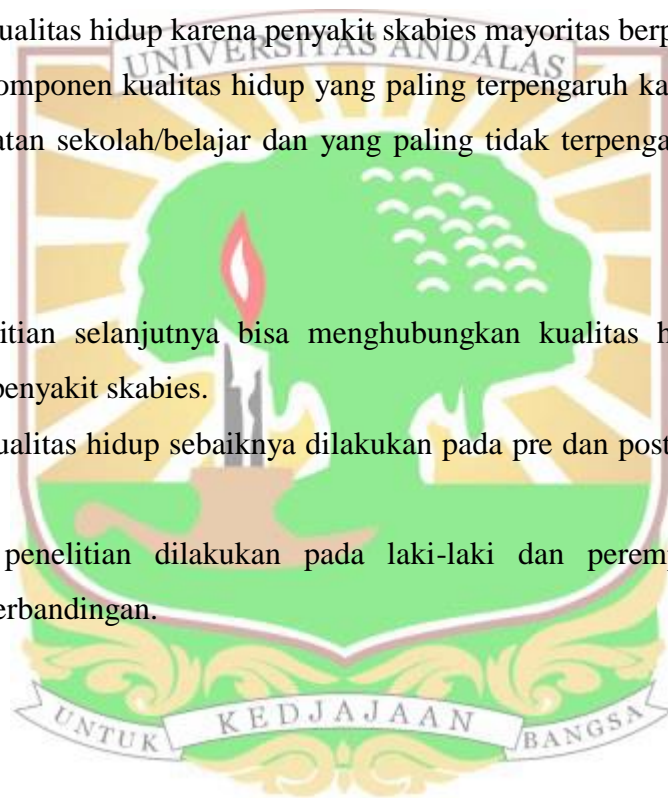 ualitas hidup karena penyakit skabies mayoritas berp
UNIVERSITAS ANDALAS
omponen kualitas hidup yang paling terpengaruh ka
atan sekolah/belajar dan yang paling tidak terpenga
itian selanjutnya bisa menghubungkan kualitas h
penyakit skabies.
ualitas hidup sebaiknya dilakukan pada pre dan post
penelitian dilakukan pada laki-laki dan peremp
erbandingan.
UNTUK KEDJAJAAN BANGSA